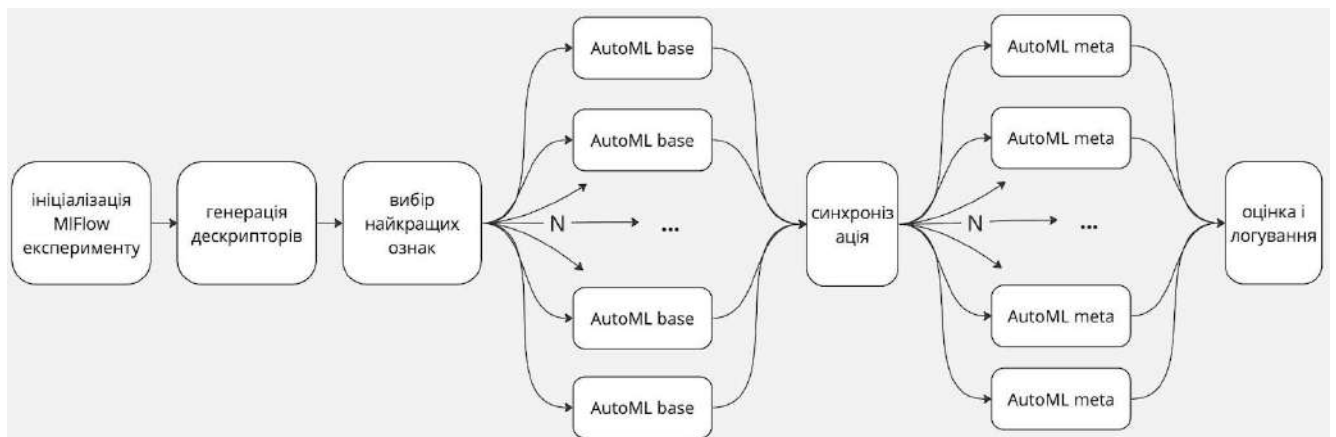 ініціалізація
MlFlow
експерименту
генерація
дескрипторів
вибір
найкращих
ознак
AutoML base
AutoML base
N
...
AutoML base
AutoML base
синхроніз
ація
AutoML meta
AutoML meta
N
...
AutoML meta
AutoML meta
оцінка і
логування